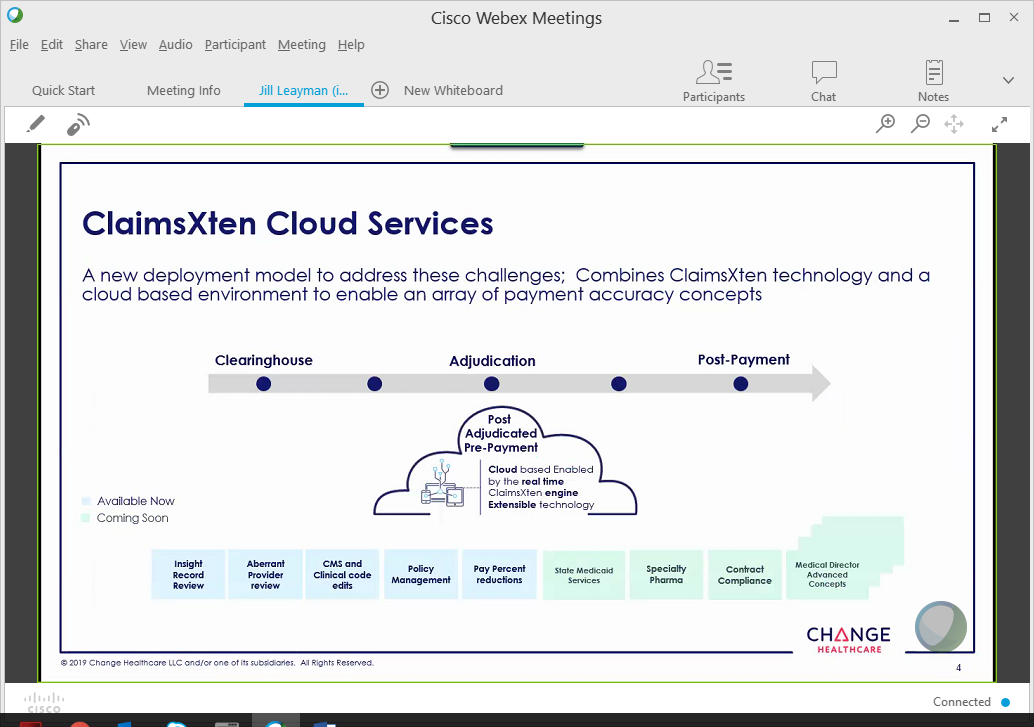 Cisco Webex Meetings
File Edit Share View Audio Participant Meeting Help
Quick Start Meeting Info Jill Leayman (i... New Whiteboard
Participants Chat Notes
ClaimsXten Cloud Services
A new deployment model to address these challenges; Combines ClaimsXten technology and a
cloud based environment to enable an array of payment accuracy concepts
Clearinghouse Adjudication Post-Payment
Post
Adjudicated
Pre-Payment
Cloud based Enabled
by the real time
ClaimsXten engine
Extensible technology
Available Now
Coming Soon
Insight
Record
Review
Aberrant
Provider
review
CMS and
Clinical code
edits
Policy
Management
Pay Percent
reductions
State Medicaid
Services
Specialty
Pharma
Contract
Compliance
Medical Director
Advanced
Concepts
CHANGE
HEALTHCARE
© 2019 Change Healthcare LLC and/or one of its subsidiaries. All Rights Reserved.
4
cisco
Connected